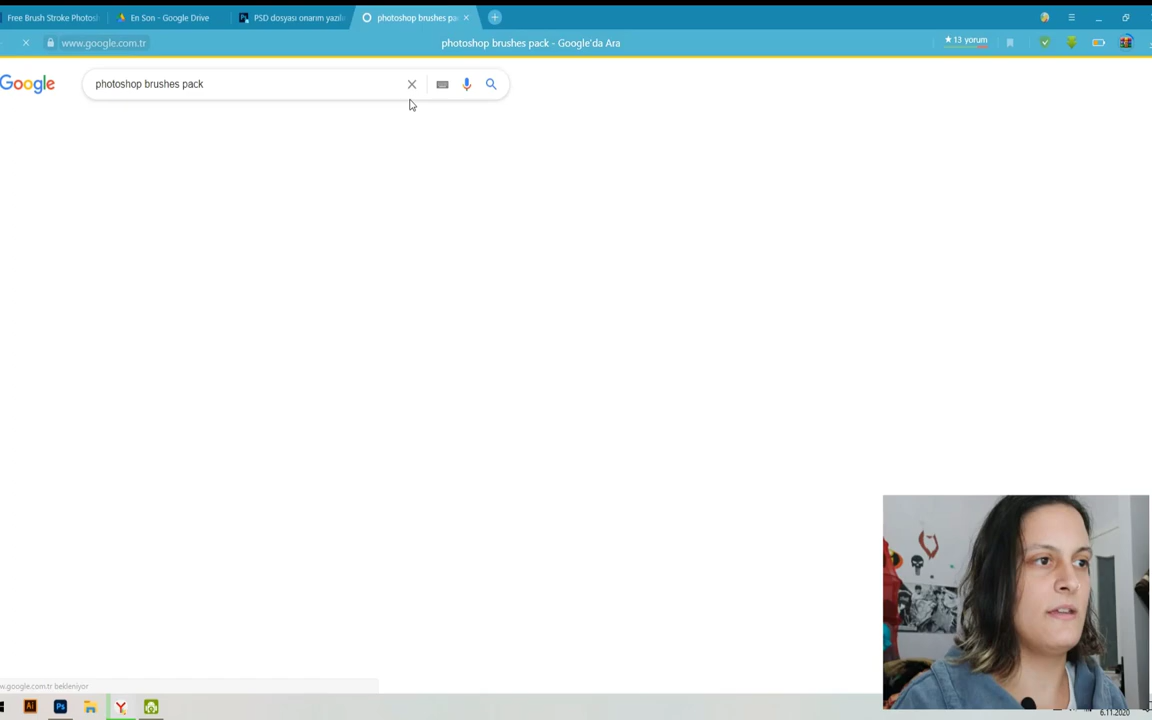 Free Brush Stroke Photosh
En Son - Google Drive
PSD dosyası onarım yazılı
photoshop brushes pa
www.google.com.tr
photoshop brushes pack - Google'da Ara
★ 13 yorum
Google
photoshop brushes pack
w.google.com.tr bekleniyor
Ai
Ps
Y
6.11.2020